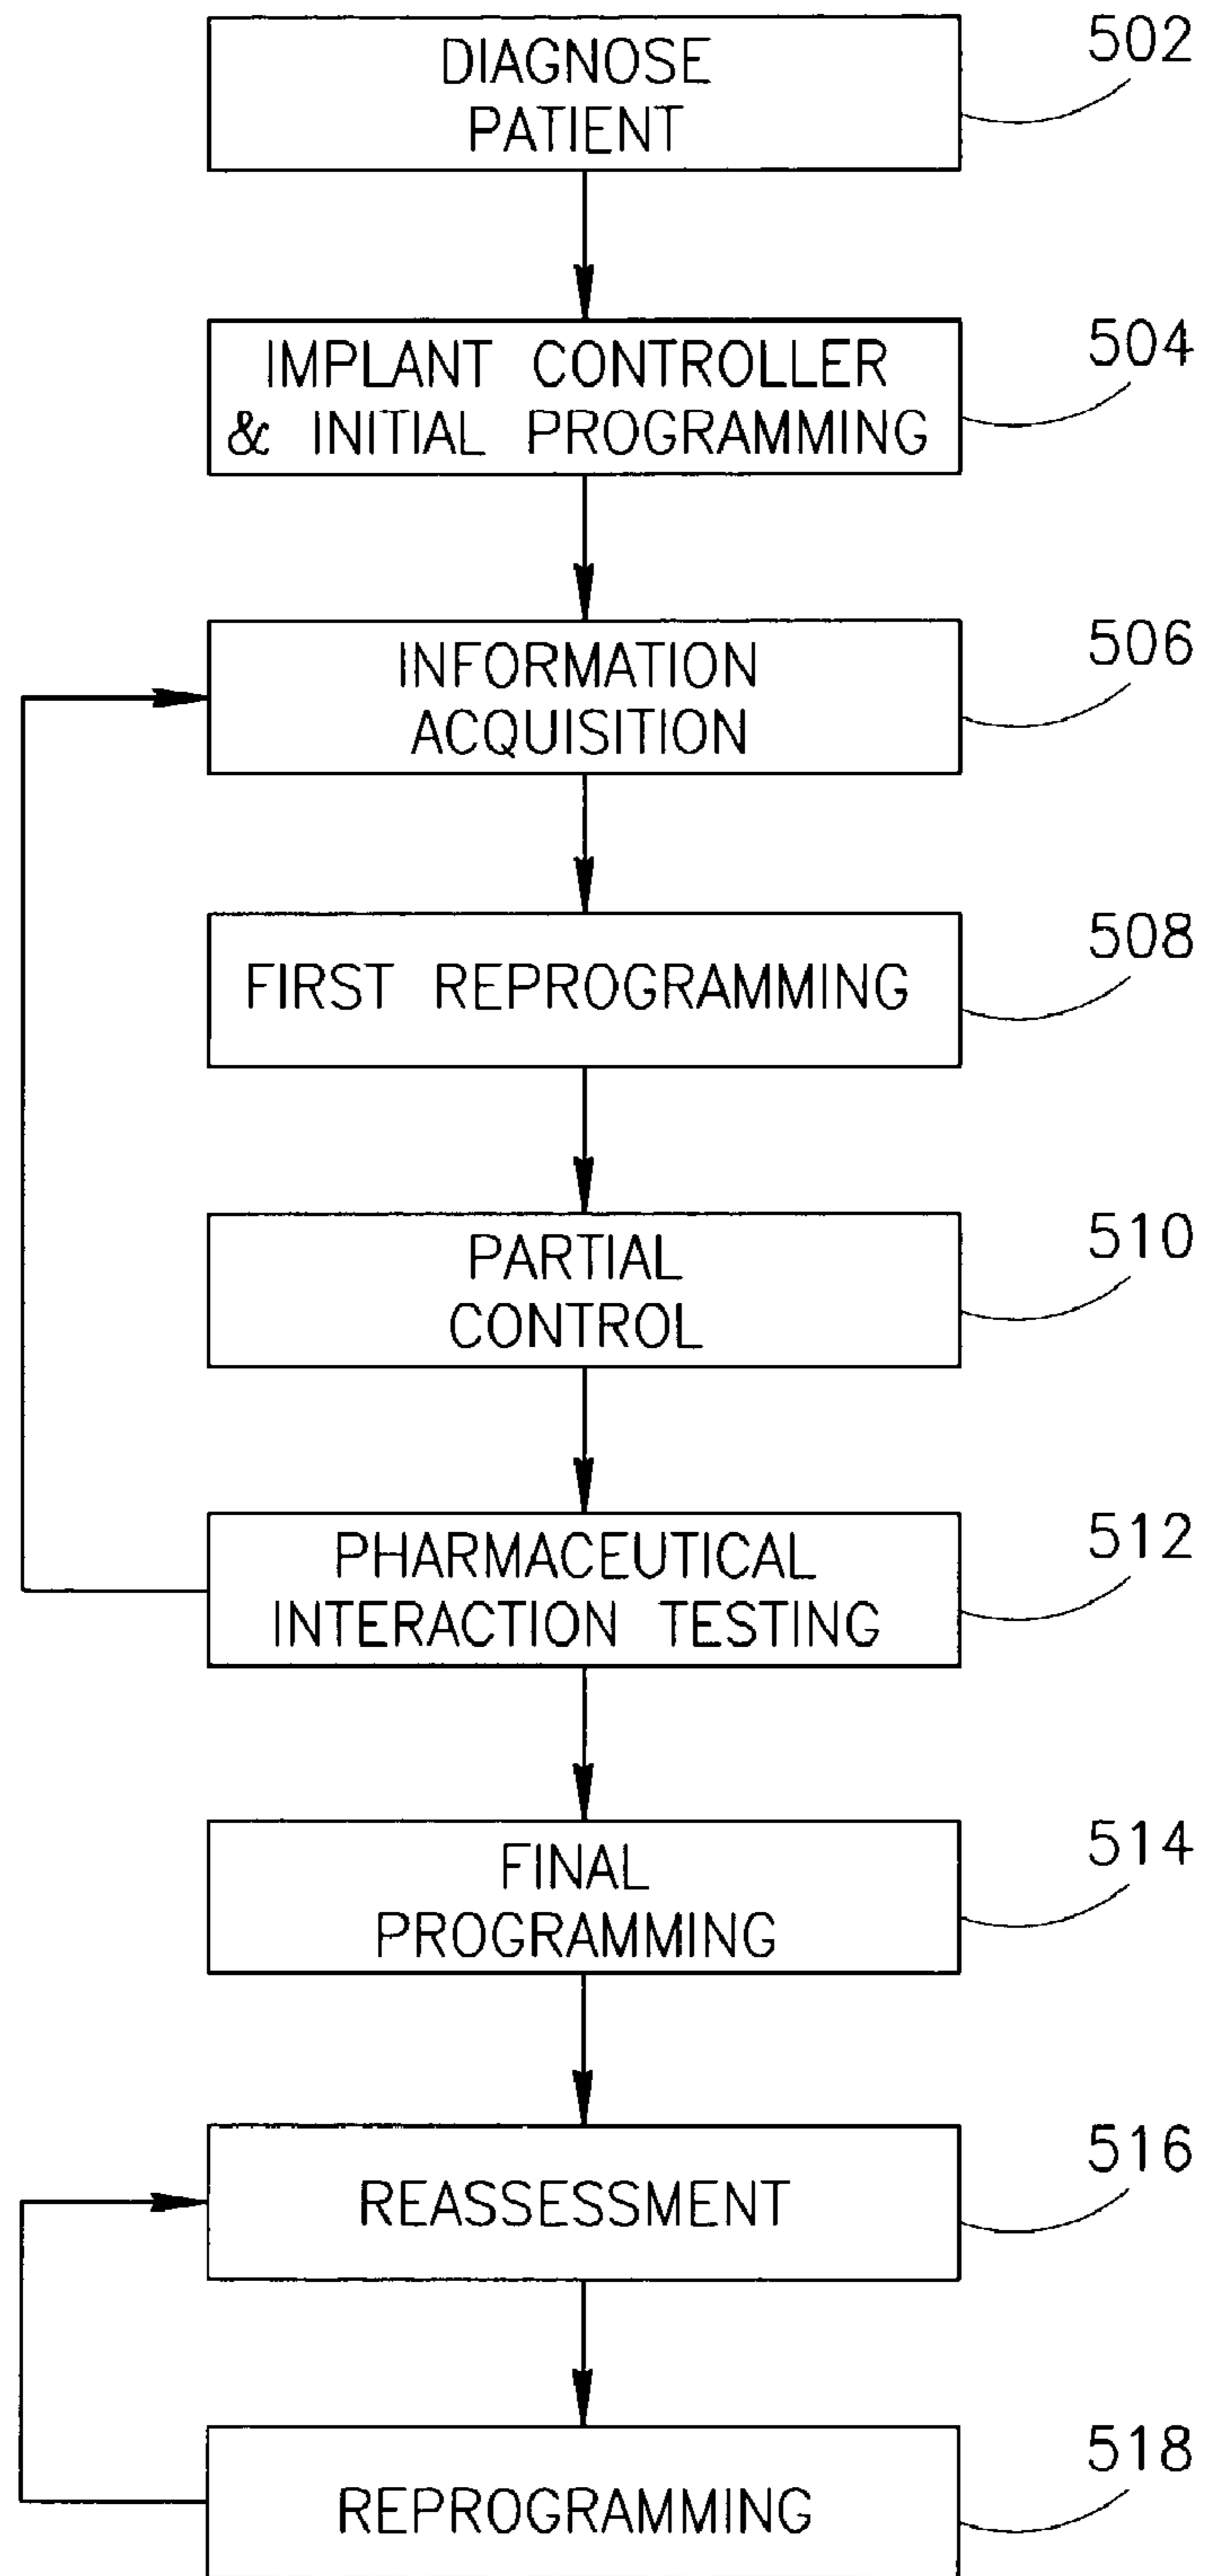 DIAGNOSE
PATIENT
502
IMPLANT CONTROLLER
& INITIAL PROGRAMMING
504
INFORMATION
ACQUISITION
506
FIRST REPROGRAMMING
508
PARTIAL
CONTROL
510
PHARMACEUTICAL
INTERACTION TESTING
512
FINAL
PROGRAMMING
514
REASSESSMENT
516
REPROGRAMMING
518